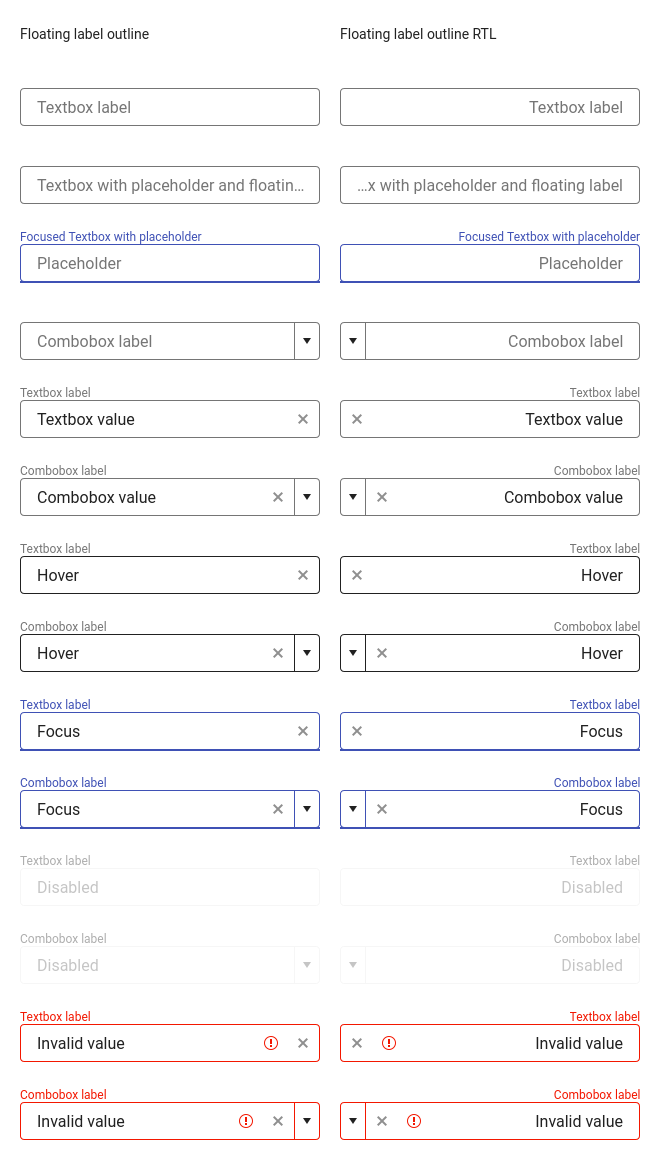 Floating label outline
Floating label outline RTL
Textbox label
Textbox label
Textbox with placeholder and floatin…
…x with placeholder and floating label
Focused Textbox with placeholder
Focused Textbox with placeholder
Placeholder
Placeholder
Combobox label
Combobox label
Textbox label
Textbox label
Textbox value
Textbox value
Combobox label
Combobox label
Combobox value
Combobox value
Textbox label
Textbox label
Hover
Hover
Combobox label
Combobox label
Hover
Hover
Textbox label
Textbox label
Focus
Focus
Combobox label
Combobox label
Focus
Focus
Textbox label
Textbox label
Disabled
Disabled
Combobox label
Combobox label
Disabled
Disabled
Textbox label
Textbox label
Invalid value
Invalid value
Combobox label
Combobox label
Invalid value
Invalid value